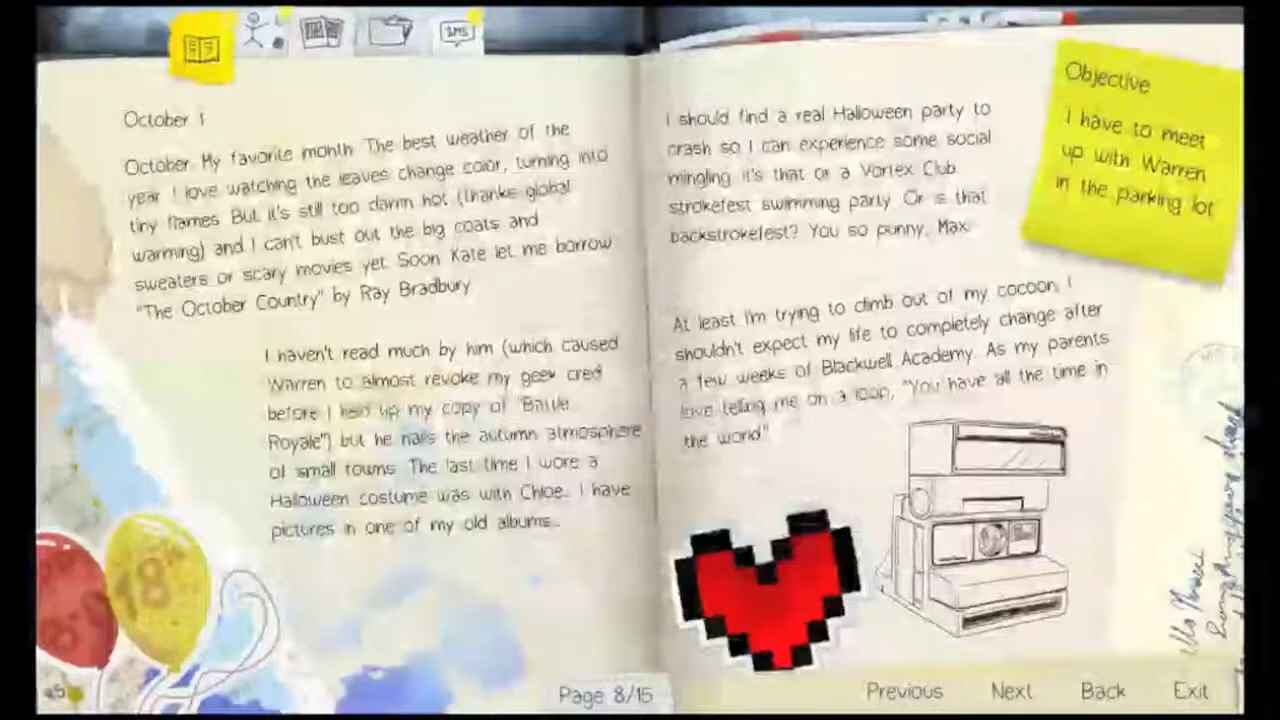 SMS
October 1
October. My favorite month. The best weather of the
year. I love watching the leaves change color, turning into
tiny flames. But it's still too damn hot (thanks global
warming) and I can't bust out the big coats and
sweaters or scary movies yet. Soon. Kate let me borrow
"The October Country" by Ray Bradbury
I haven't read much by him (which caused
Warren to almost revoke my geek cred
before I held up my copy of "Battle
Royale") but he nails the autumn atmosphere
of small towns. The last time I wore a
Halloween costume was with Chloe. I have
pictures in one of my old albums...
18th
Page 8/15
I should find a real Halloween party to
crash so I can experience some social
mingling it's that or a Vortex Club
strokefest swimming party. Or is that
backstrokefest? You so punny, Max.
At least I'm trying to climb out of my cocoon. I
shouldn't expect my life to completely change after
a few weeks of Blackwell Academy. As my parents
love telling me on a loop, "You have all the time in
the world"
Objective
I have to meet
up with Warren
in the parking lot
Previous Next Back Exit